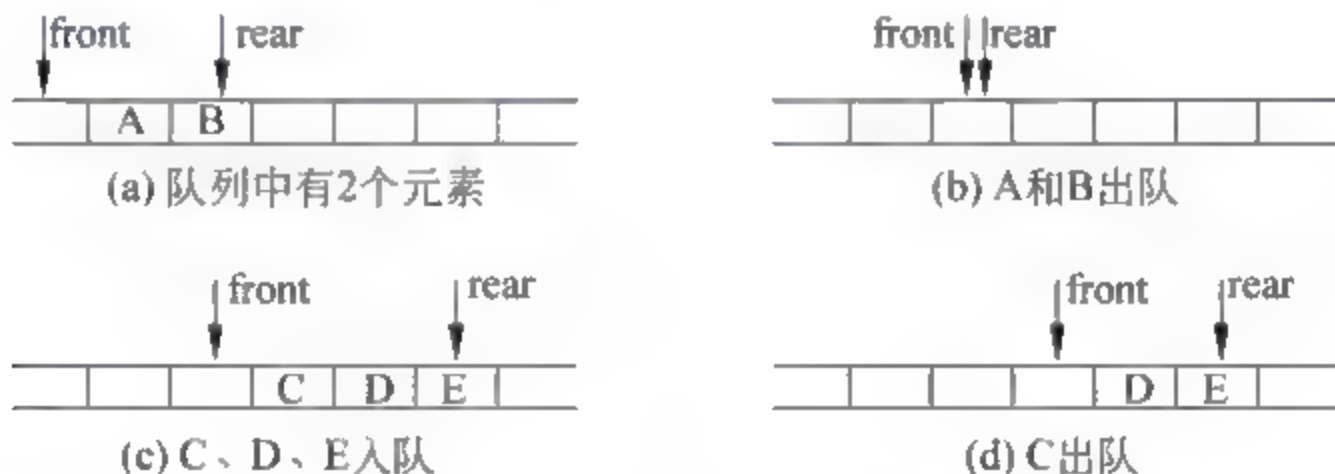 front rear
A B
(a) 队列中有2个元素
front rear
(b) A和B出队
front rear
C D E
(c) C、D、E入队
front rear
D E
(d) C出队